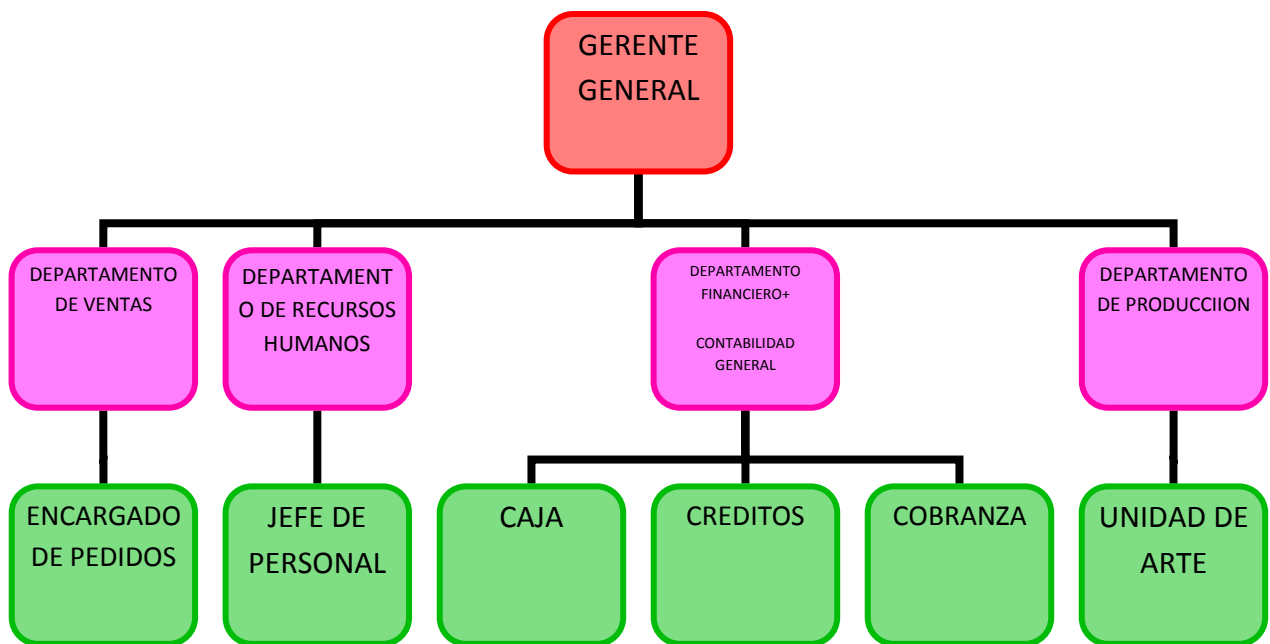 GERENTE
GENERAL
DEPARTAMENTO
DE VENTAS
DEPARTAMENT
O DE RECURSOS
HUMANOS
DEPARTAMENTO
FINANCIERO+
CONTABILIDAD
GENERAL
DEPARTAMENTO
DE PRODUCCIION
ENCARGADO
DE PEDIDOS
JEFE DE
PERSONAL
CAJA
CREDITOS
COBRANZA
UNIDAD DE
ARTE